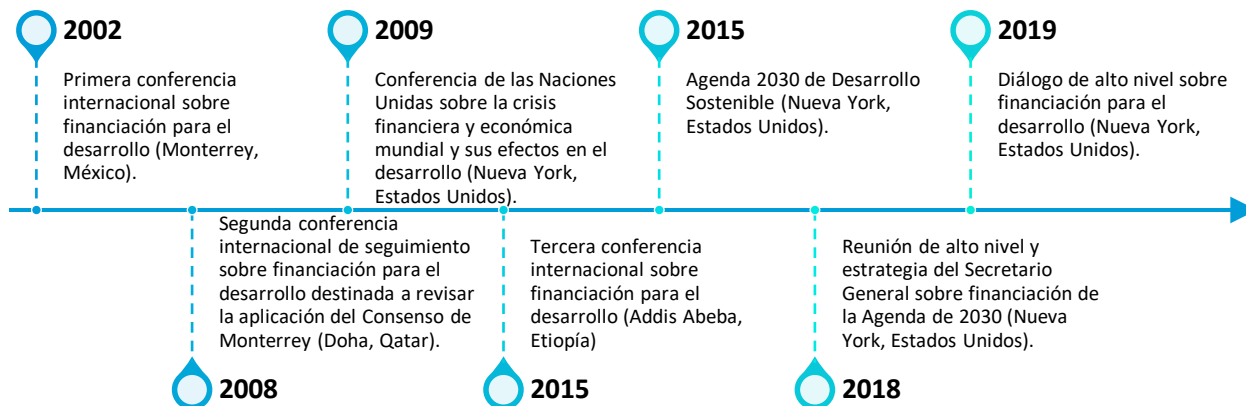 2002
Primera conferencia
internacional sobre
financiación para el
desarrollo (Monterrey,
México).
2009
Conferencia de las Naciones
Unidas sobre la crisis
financiera y económica
mundial y sus efectos en el
desarrollo (Nueva York,
Estados Unidos).
2015
Agenda 2030 de Desarrollo
Sostenible (Nueva York,
Estados Unidos).
2019
Diálogo de alto nivel sobre
financiación para el
desarrollo (Nueva York,
Estados Unidos).
Segunda conferencia
internacional de seguimiento
sobre financiación para el
desarrollo destinada a revisar
la aplicación del Consenso de
Monterrey (Doha, Qatar).
2008
Tercera conferencia
internacional sobre
financiación para el
desarrollo (Addis Abeba,
Etiopía)
2015
Reunión de alto nivel y
estrategia del Secretario
General sobre financiación de
la Agenda de 2030 (Nueva
York, Estados Unidos).
2018